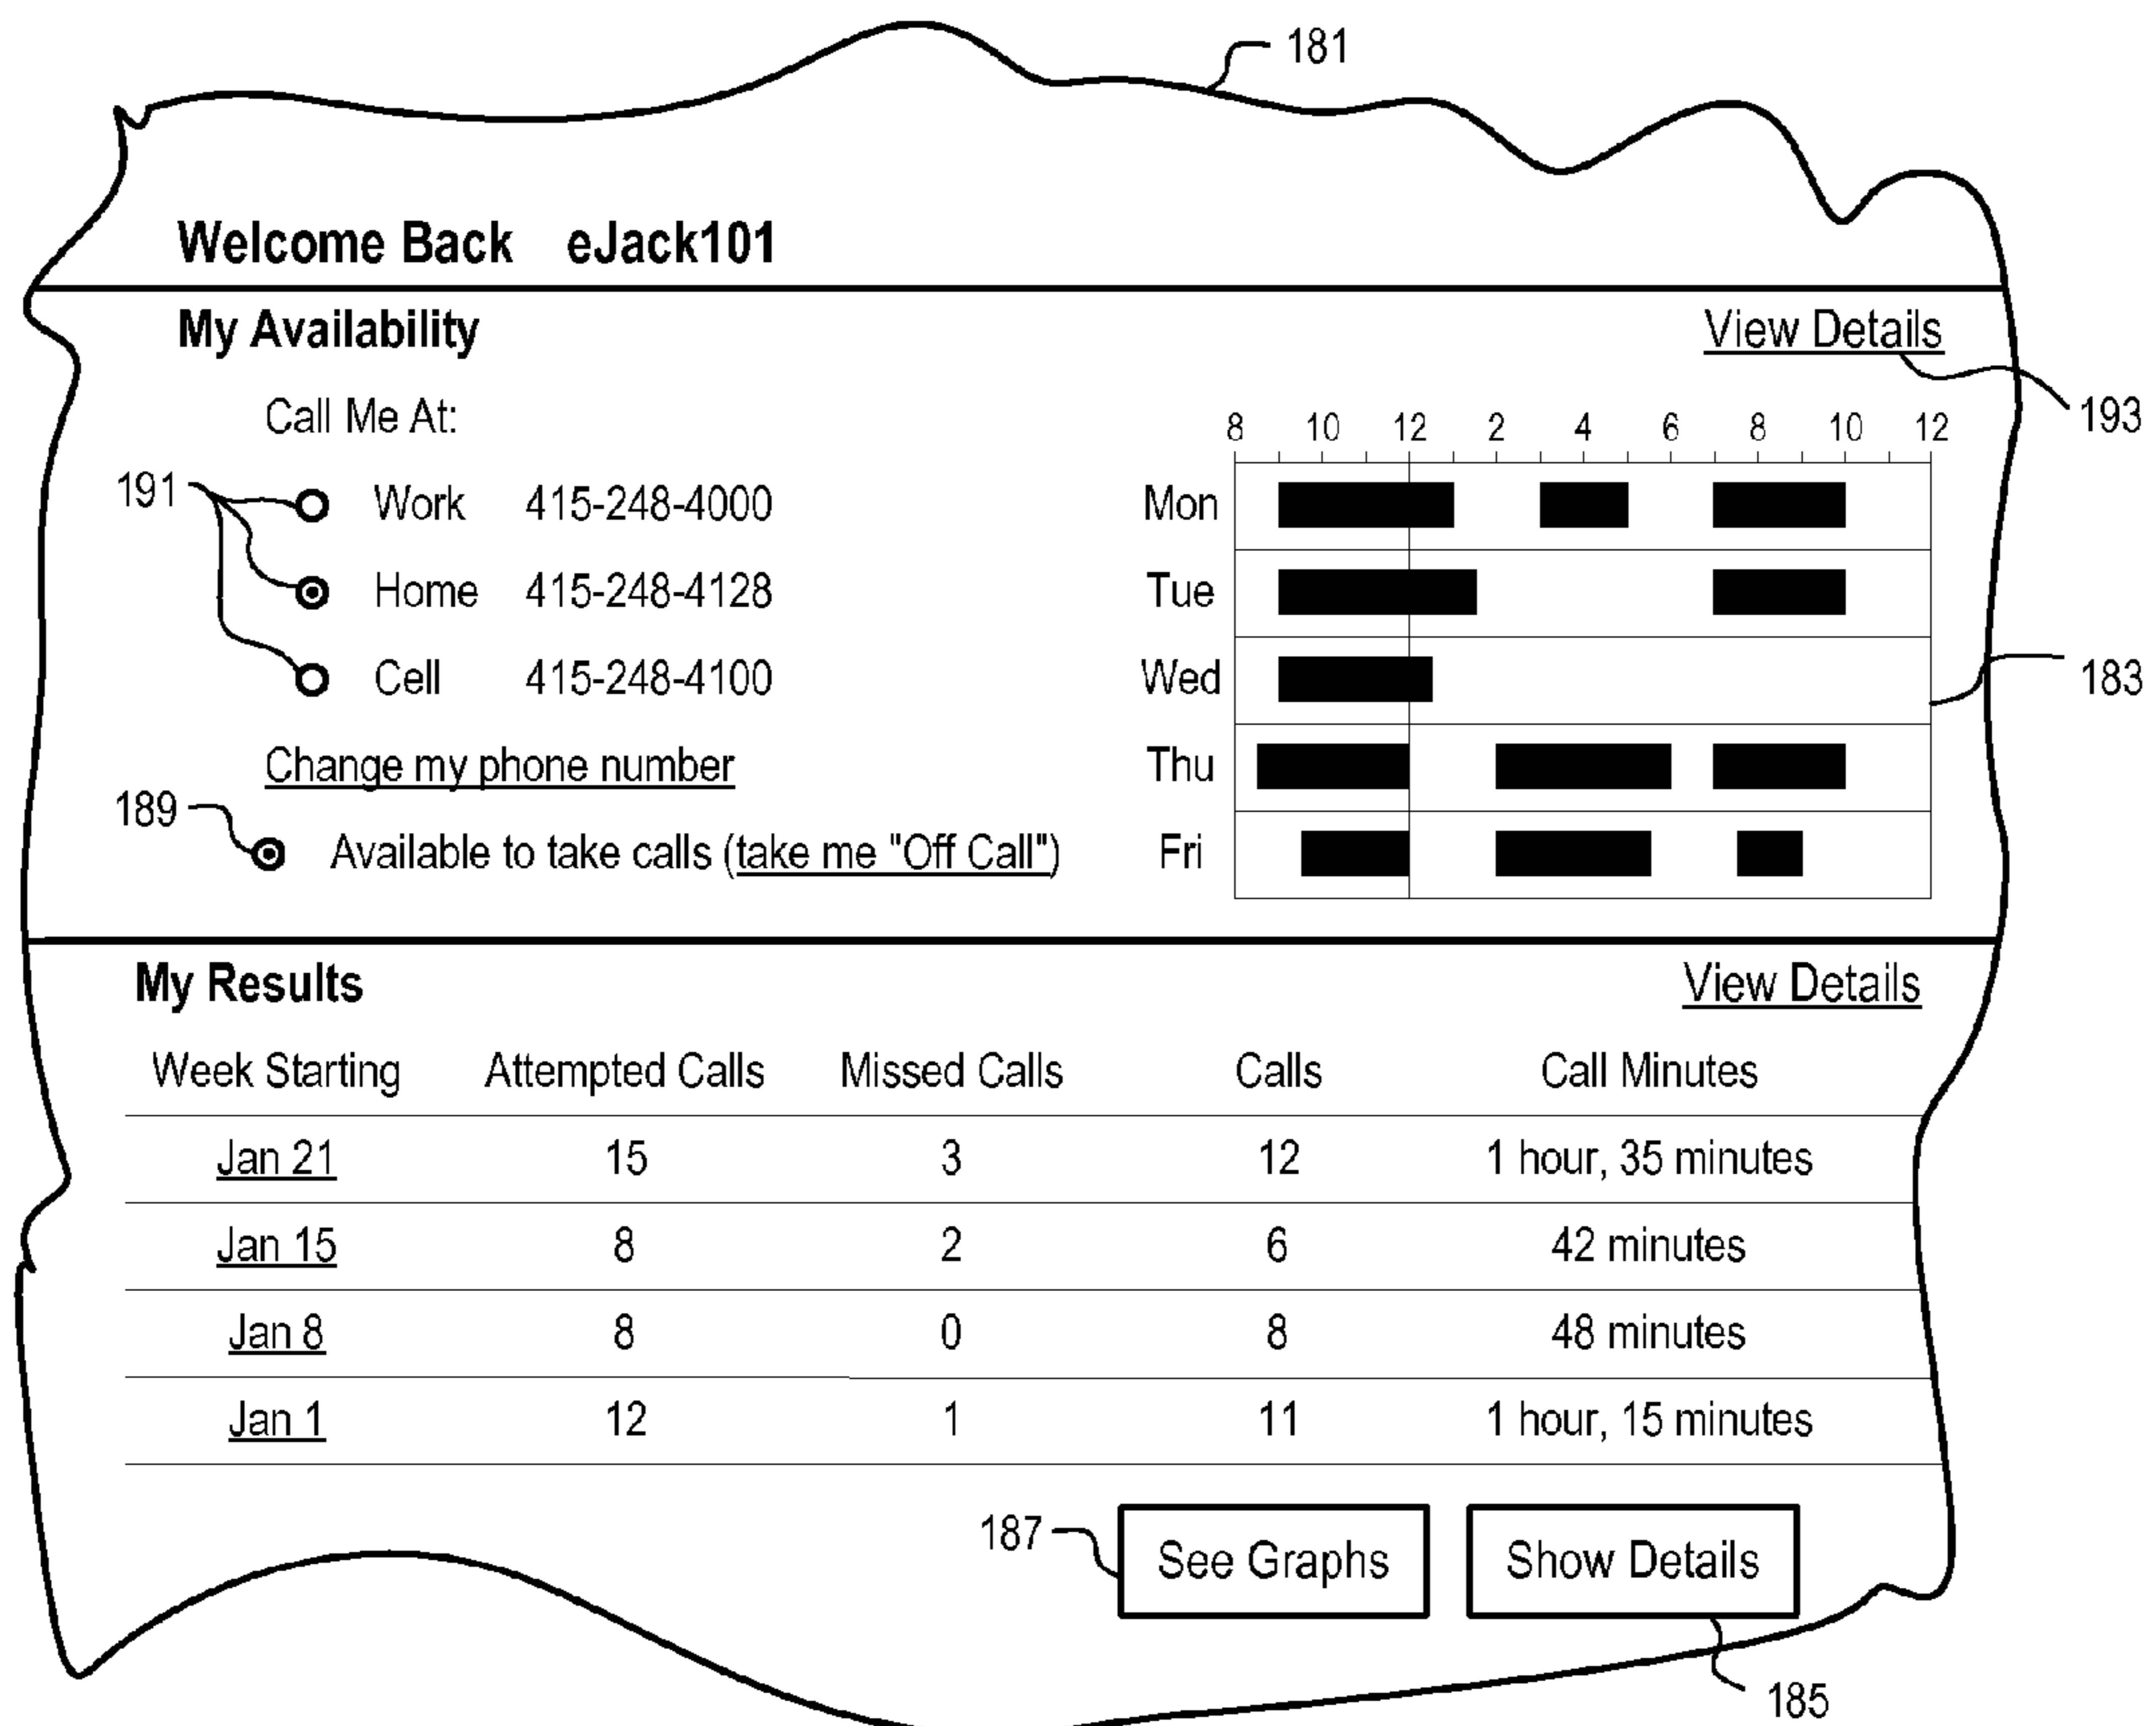 181
Welcome Back eJack101
My Availability View Details
193
Call Me At:
8 10 12 2 4 6 8 10 12
191 Work 415-248-4000 Mon
Home 415-248-4128 Tue
Cell 415-248-4100 Wed 183
Change my phone number Thu
189
Available to take calls (take me "Off Call") Fri
My Results View Details
Week Starting Attempted Calls Missed Calls Calls Call Minutes
Jan 21 15 3 12 1 hour, 35 minutes
Jan 15 8 2 6 42 minutes
Jan 8 8 0 8 48 minutes
Jan 1 12 1 11 1 hour, 15 minutes
187 See Graphs Show Details
185